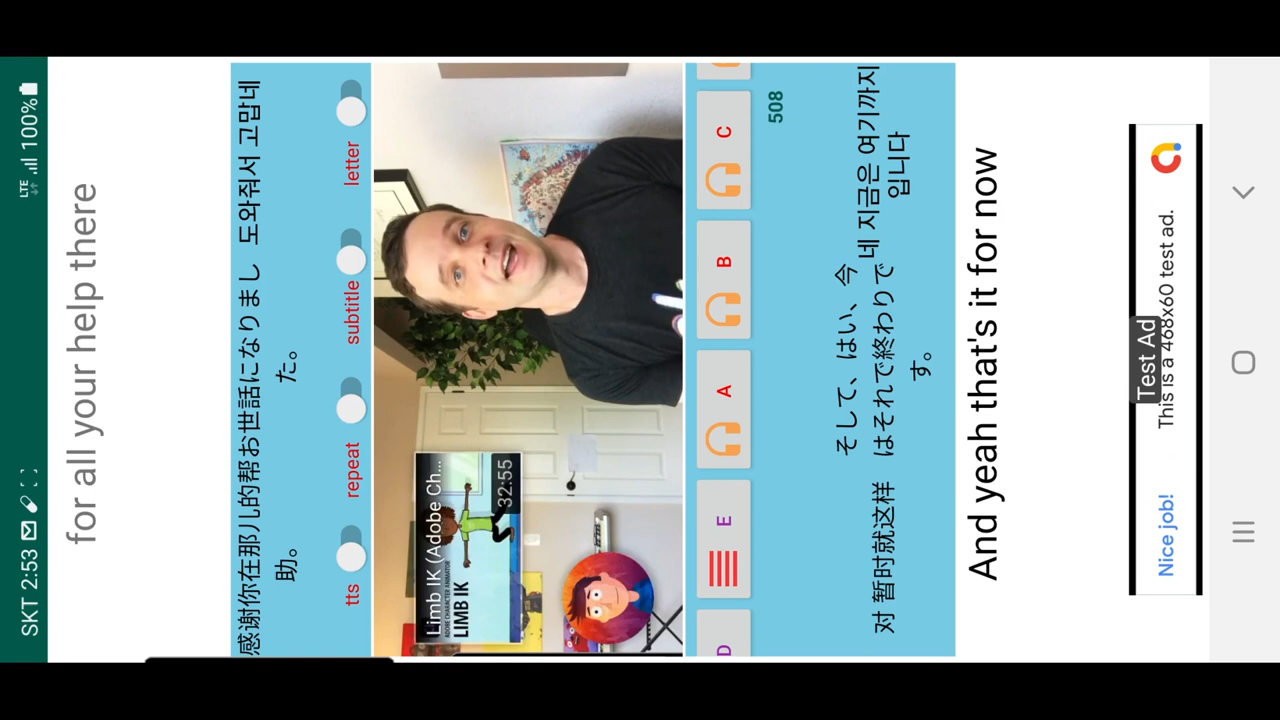 SKT 2:53
LTE
100%
for all your help there
感谢你在那儿的帮助。
お世話になりました。
도와줘서 고맙네
tts
repeat
subtitle
letter
Limb IK (Adobe Ch...
ADOBE CHARACTER ANIMATOR
LIMB IK
32:55
D
E
A
B
C
508
对 暂时就这样
そして、はい、今はそれで終わりです。
네 지금은 여기까지입니다
And yeah that's it for now
Test Ad
Nice job!
This is a 468x60 test ad.